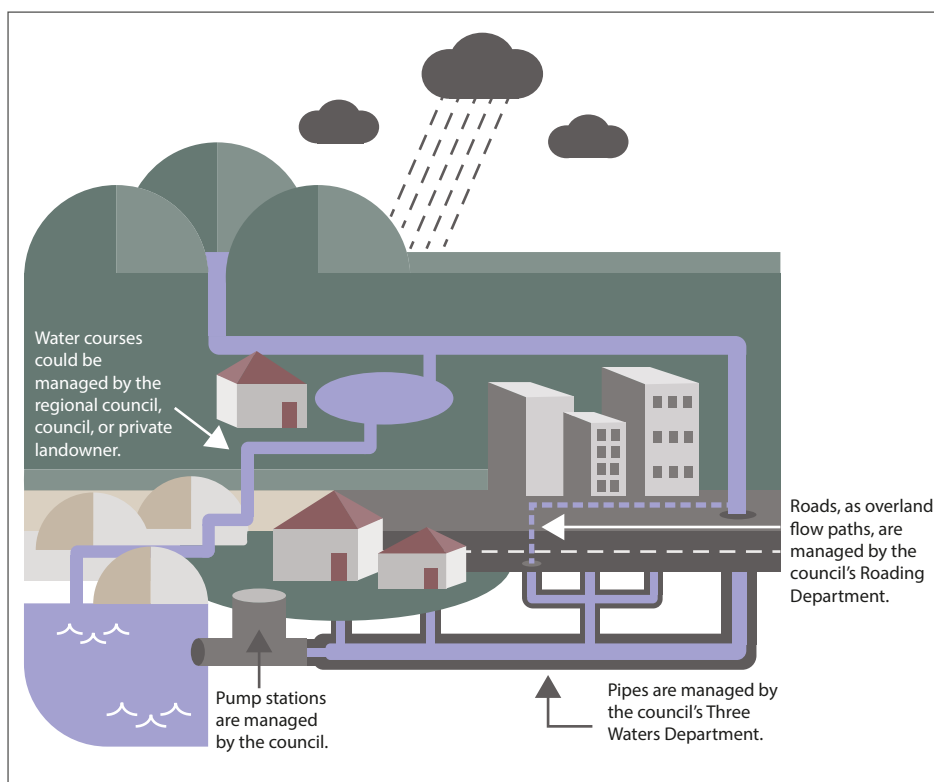 Water courses
could be
managed by the
regional council,
council, or private
landowner.
Roads, as overland
flow paths, are
managed by the
council’s Roading
Department.
Pump stations
are managed
by the council.
Pipes are managed by
the council’s Three
Waters Department.